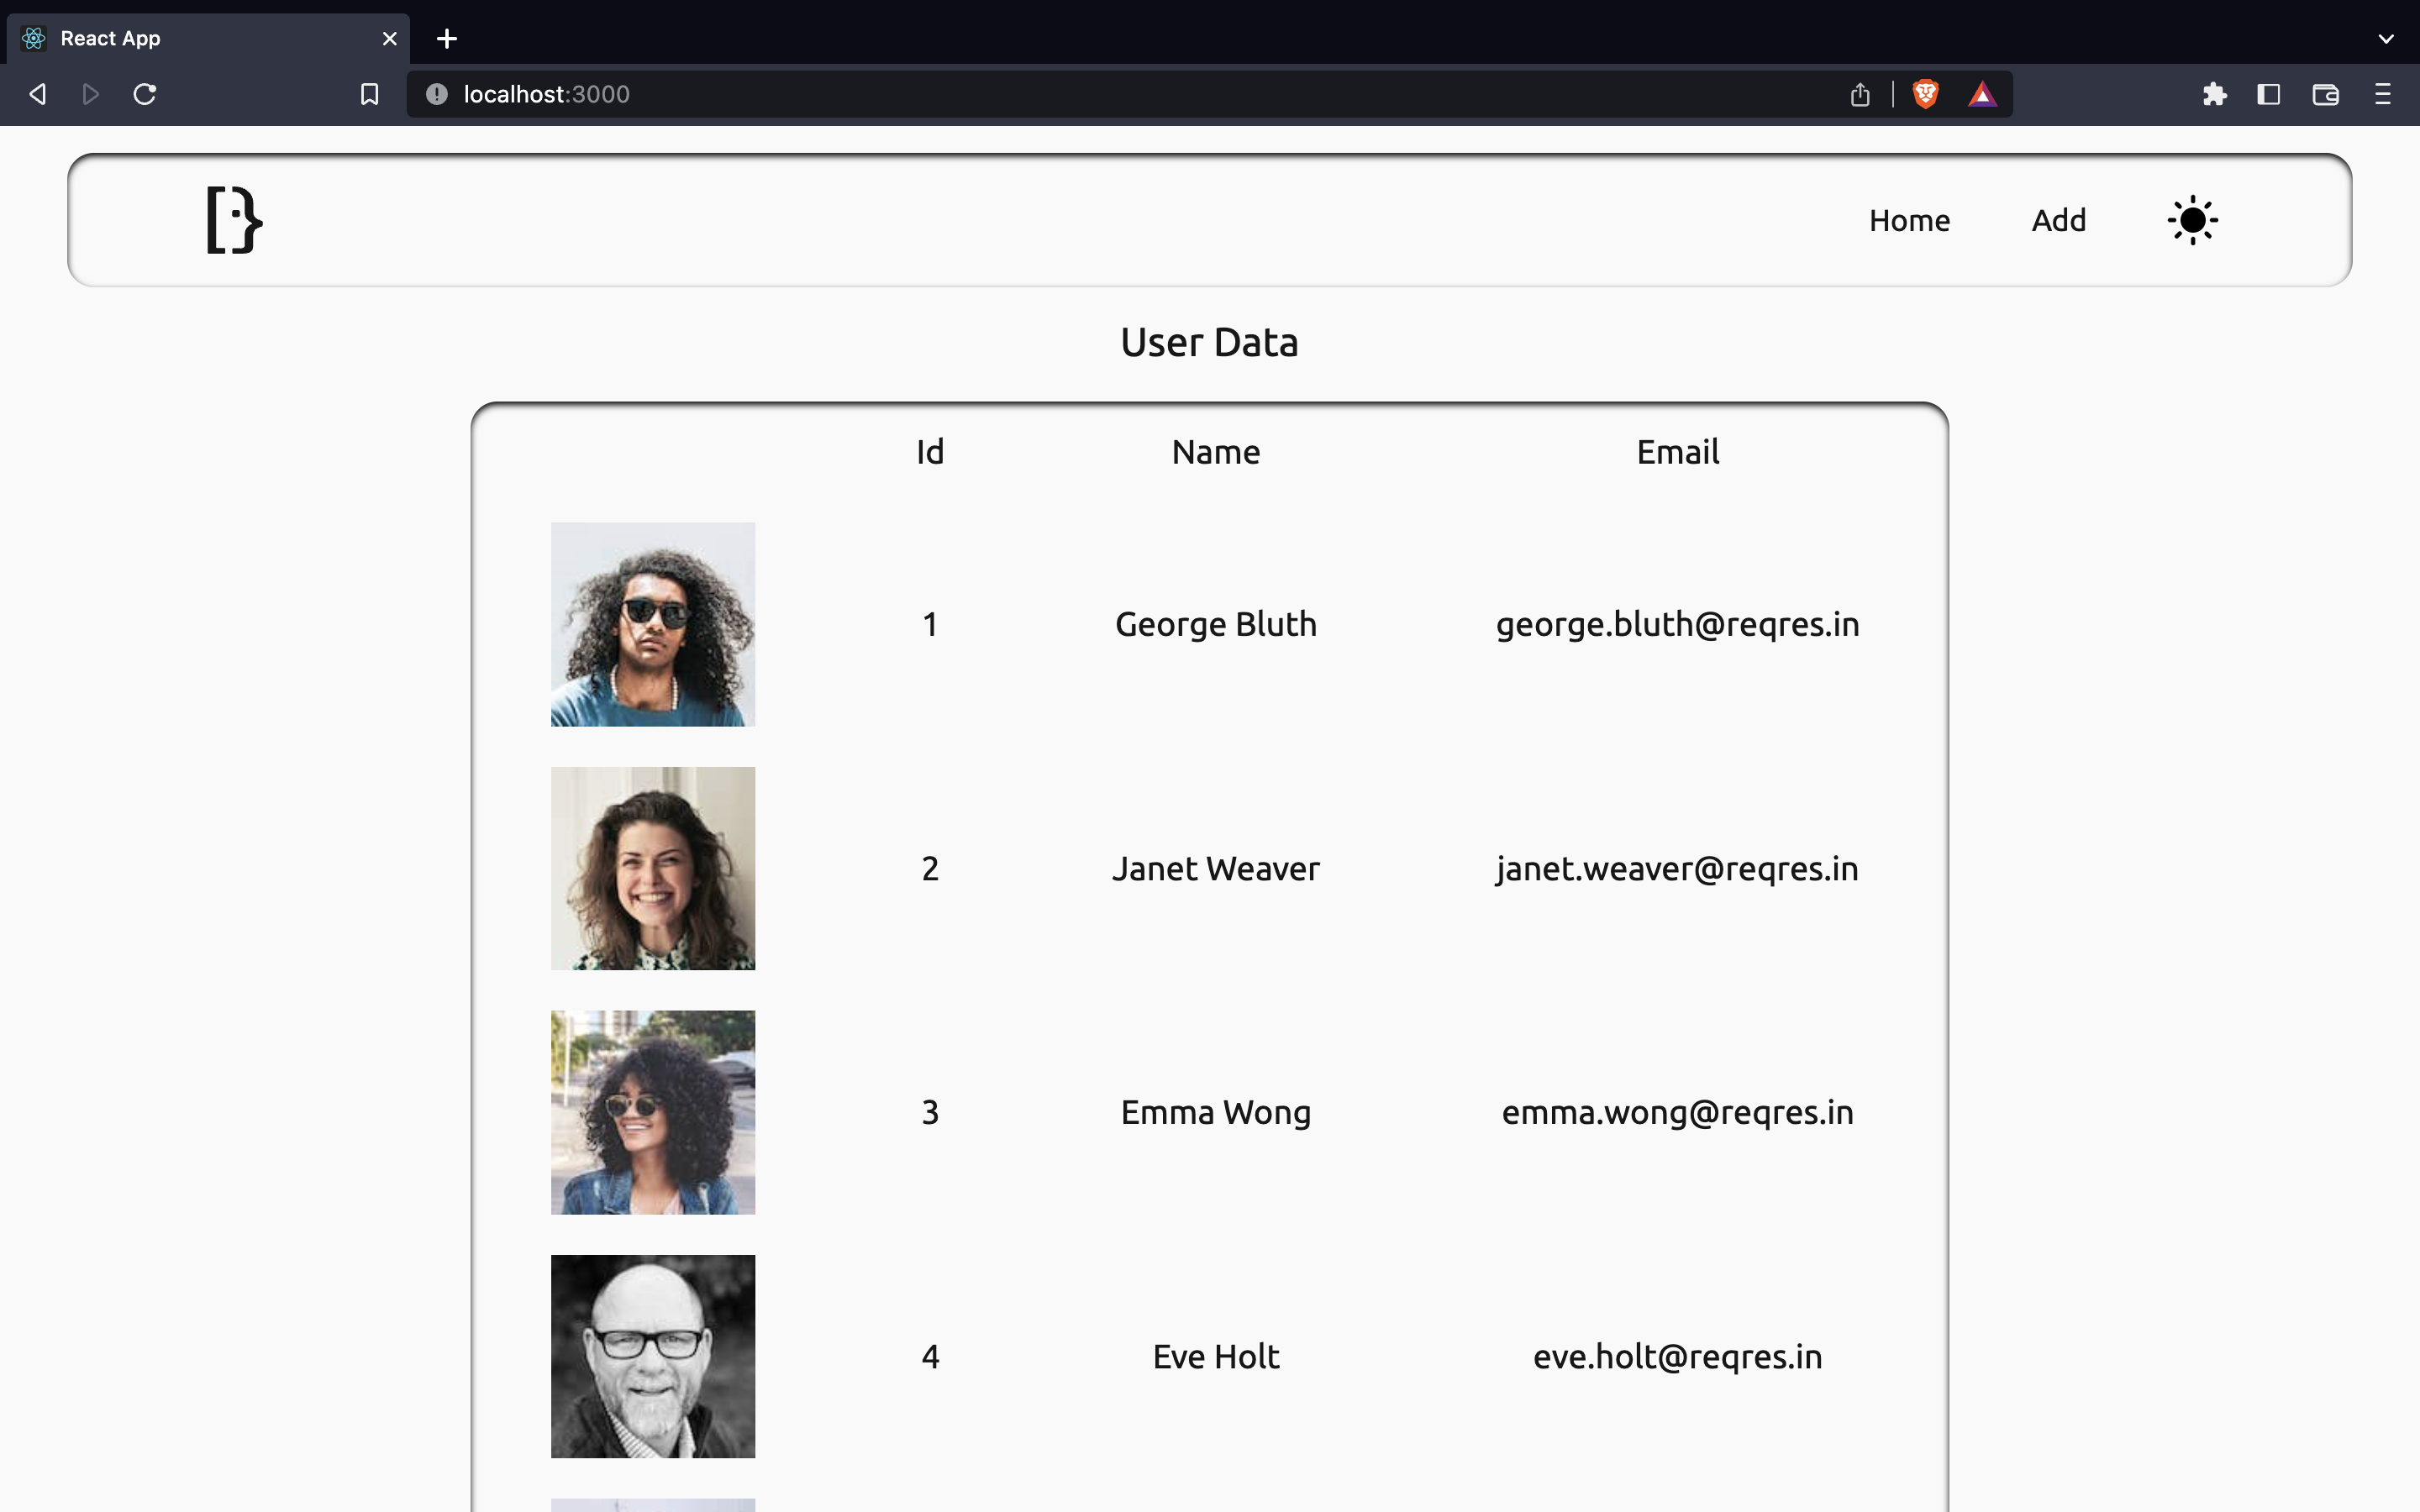 React App
localhost:3000
[·}
Home Add
User Data
Id Name Email
1 George Bluth george.bluth@reqres.in
2 Janet Weaver janet.weaver@reqres.in
3 Emma Wong emma.wong@reqres.in
4 Eve Holt eve.holt@reqres.in